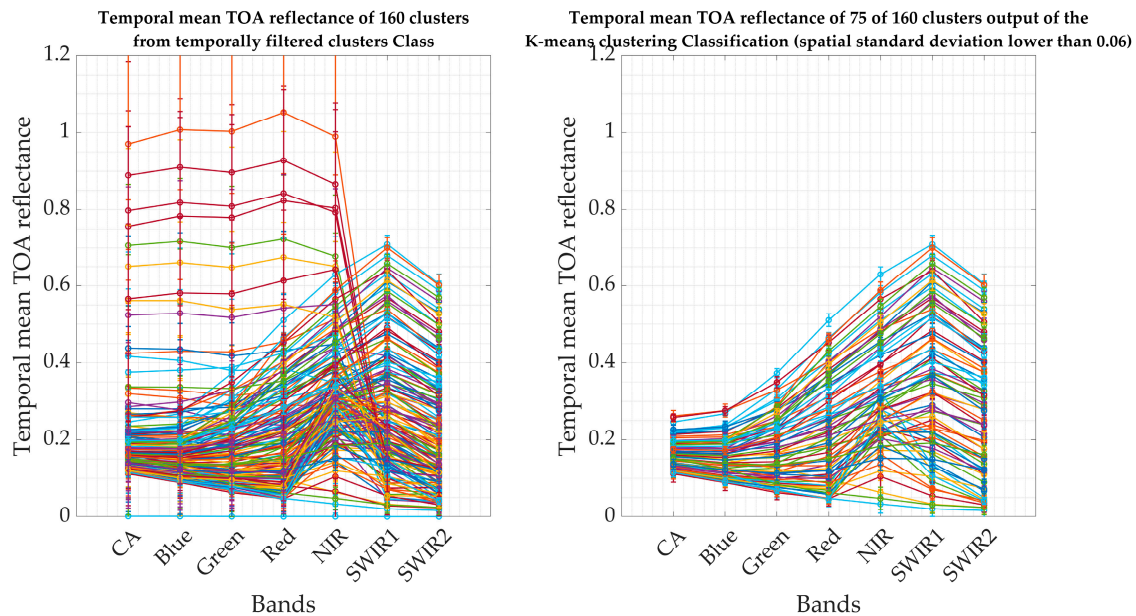 Temporal mean TOA reflectance of 160 clusters
from temporally filtered clusters Class
Temporal mean TOA reflectance
1.2
1
0.8
0.6
0.4
0.2
0
CA
Blue
Green
Red
NIR
SWIR1
SWIR2
Bands
Temporal mean TOA reflectance of 75 of 160 clusters output of the
K-means clustering Classification (spatial standard deviation lower than 0.06)
Temporal mean TOA reflectance
1.2
1
0.8
0.6
0.4
0.2
0
CA
Blue
Green
Red
NIR
SWIR1
SWIR2
Bands